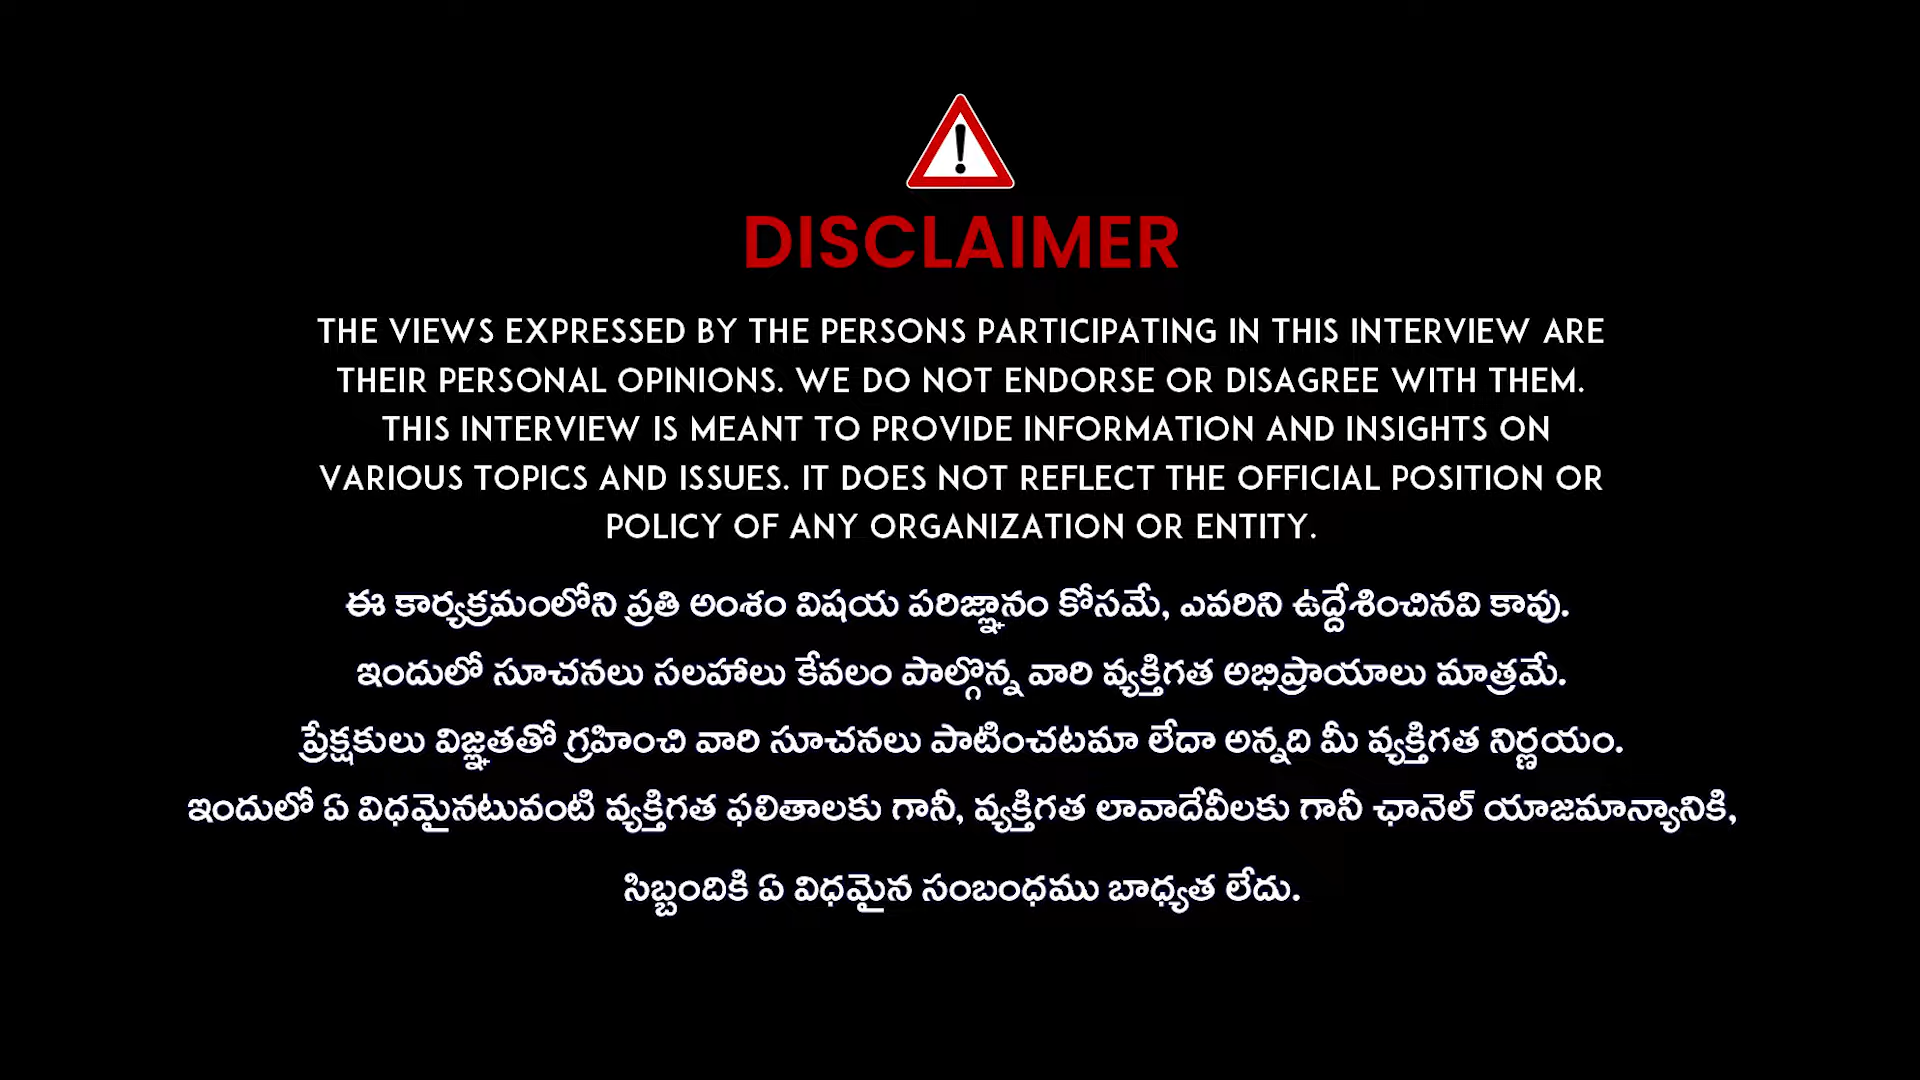 DISCLAIMER
THE VIEWS EXPRESSED BY THE PERSONS PARTICIPATING IN THIS INTERVIEW ARE
THEIR PERSONAL OPINIONS. WE DO NOT ENDORSE OR DISAGREE WITH THEM.
THIS INTERVIEW IS MEANT TO PROVIDE INFORMATION AND INSIGHTS ON
VARIOUS TOPICS AND ISSUES. IT DOES NOT REFLECT THE OFFICIAL POSITION OR
POLICY OF ANY ORGANIZATION OR ENTITY.
ఈ కార్యక్రమంలోని ప్రతి అంశం విషయ పరిజ్ఞానం కోసమే, ఎవరిని ఉద్దేశించినవి కావు.
ఇందులో సూచనలు సలహాలు కేవలం పాల్గొన్న వారి వ్యక్తిగత అభిప్రాయాలు మాత్రమే.
ప్రేక్షకులు విజ్ఞతతో గ్రహించి వారి సూచనలు పాటించటమా లేదా అన్నది మీ వ్యక్తిగత నిర్ణయం.
ఇందులో ఏ విధమైనటువంటి వ్యక్తిగత ఫలితాలకు గానీ, వ్యక్తిగత లావాదేవీలకు గానీ ఛానెల్ యాజమాన్యానికి,
సిబ్బందికి ఏ విధమైన సంబంధము బాధ్యత లేదు.